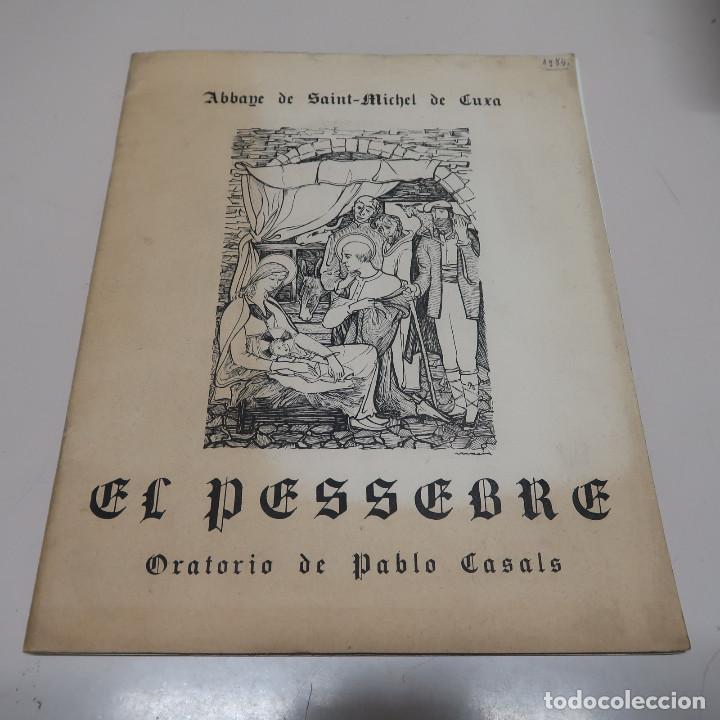 Abbaye de Saint-Michel de Cuxa
EL PESSEBRE
Oratorio de Pablo Casals
todocoleccion